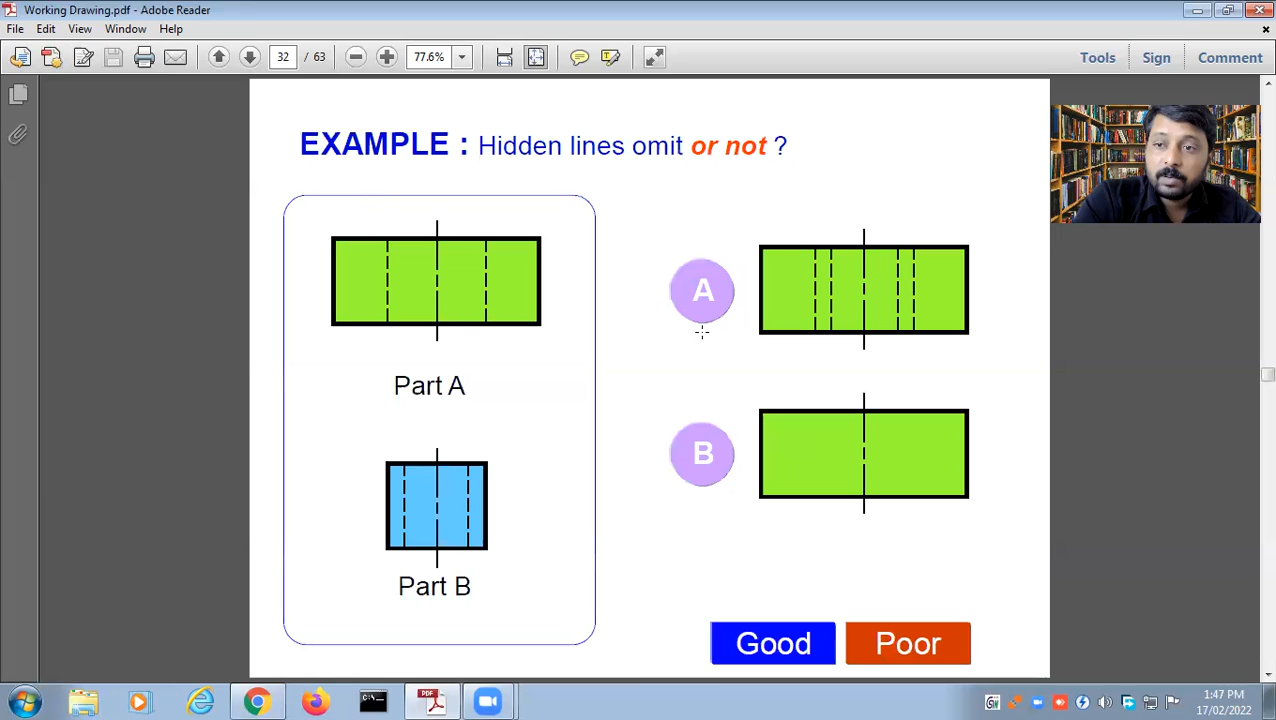 Working Drawing.pdf - Adobe Reader
File Edit View Window Help
32 / 63 77.6% Tools Sign Comment
EXAMPLE : Hidden lines omit or not ?
Part A
Part B
A
B
Good Poor
1:47 PM
17/02/2022